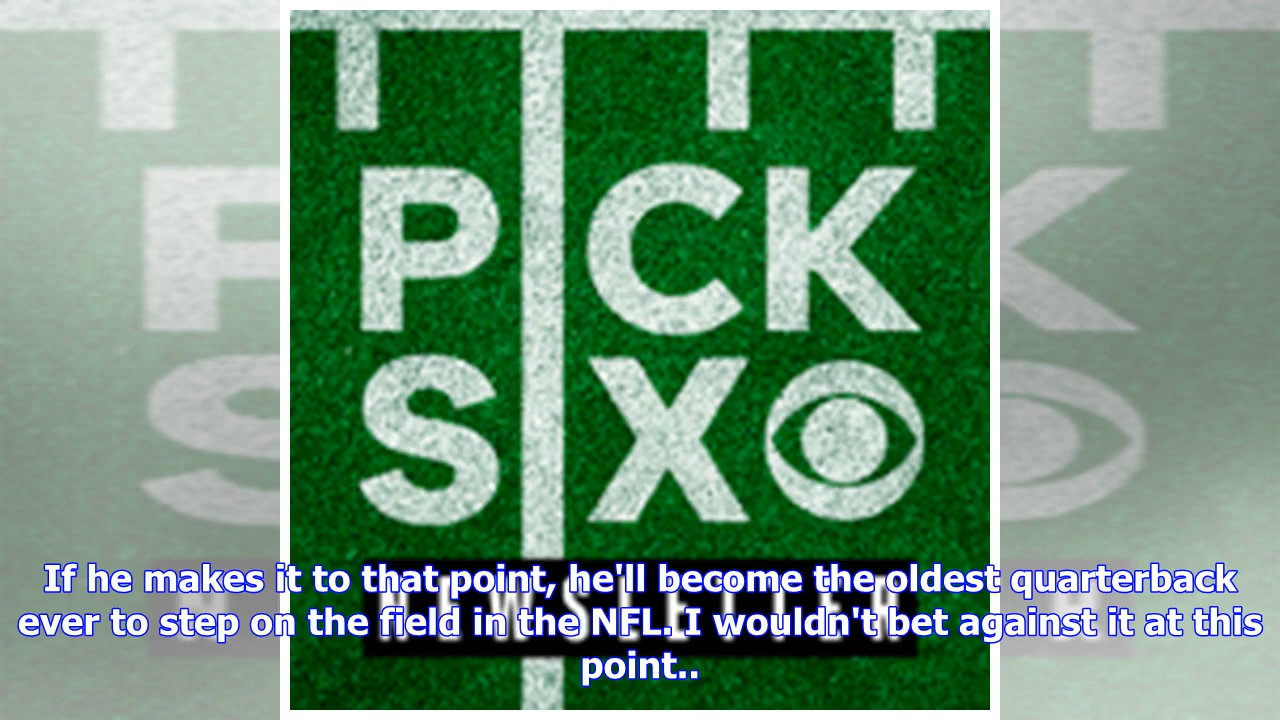 PICK
SIX
If he makes it to that point, he'll become the oldest quarterback
ever to step on the field in the NFL. I wouldn't bet against it at this
point..
NEWSLETTER